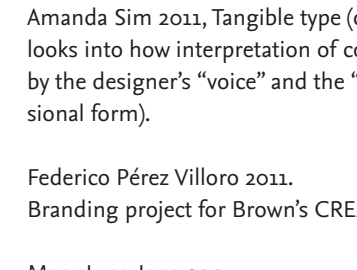 Amanda Sim 2011, Tangible type (
looks into how interpretation of
by the designer’s “voice” and the “
sional form).
Federico Pérez Villoro 2011.
Branding project for Brown’s CRE